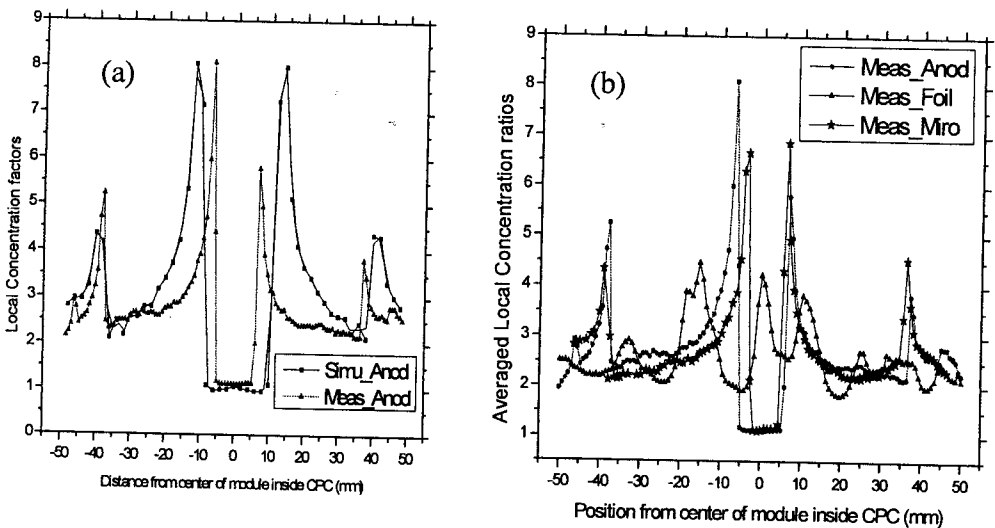 (a)
Local Concentration factors
9
8
7
6
5
4
3
2
1
0
-50 -40 -30 -20 -10 0 10 20 30 40 50
Distance from center of module inside CPC (mm)
Simu_Anod
Meas_Anod
(b)
Averaged Local Concentration ratios
9
8
7
6
5
4
3
2
1
-50 -40 -30 -20 -10 0 10 20 30 40 50
Position from center of module inside CPC (mm)
Meas_Anod
Meas_Foil
Meas_Miro